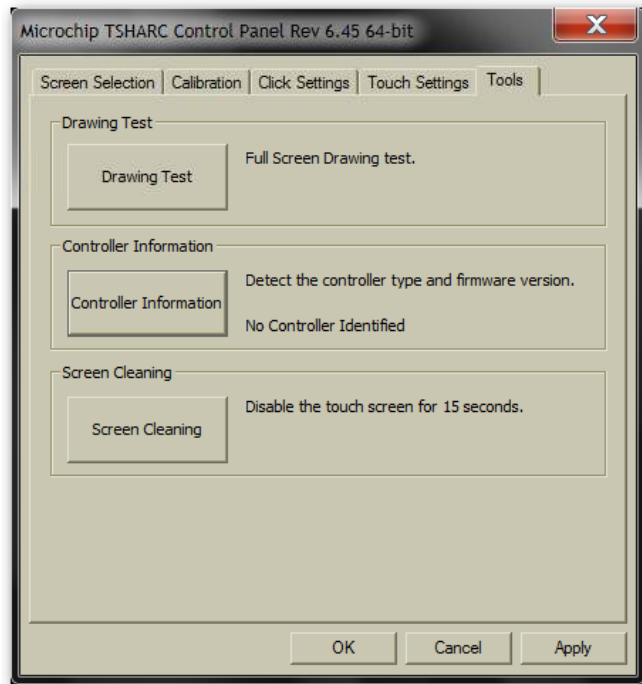 Microchip TSHARC Control Panel Rev 6.45 64-bit
Screen Selection Calibration Click Settings Touch Settings Tools
Drawing Test
Drawing Test
Full Screen Drawing test.
Controller Information
Controller Information
Detect the controller type and firmware version.
No Controller Identified
Screen Cleaning
Screen Cleaning
Disable the touch screen for 15 seconds.
OK Cancel Apply